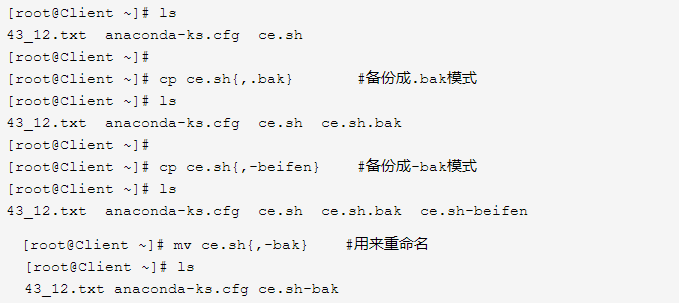 [root@Client ~]# ls
43_12.txt  anaconda-ks.cfg  ce.sh
[root@Client ~]#
[root@Client ~]# cp ce.sh{,.bak}       #备份成.bak模式
[root@Client ~]# ls
43_12.txt  anaconda-ks.cfg  ce.sh  ce.sh.bak
[root@Client ~]#
[root@Client ~]# cp ce.sh{,-beifen}    #备份成-bak模式
[root@Client ~]# ls
43_12.txt  anaconda-ks.cfg  ce.sh  ce.sh.bak  ce.sh-beifen
[root@Client ~]# mv ce.sh{,-bak}    #用来重命名
[root@Client ~]# ls
43_12.txt anaconda-ks.cfg ce.sh-bak